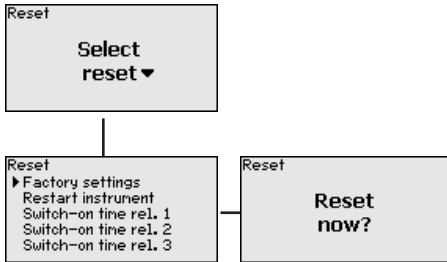 Reset
Select
reset▼
Reset
▶Factory settings
Restart instrument
Switch-on time rel. 1
Switch-on time rel. 2
Switch-on time rel. 3
Reset
Reset
now?